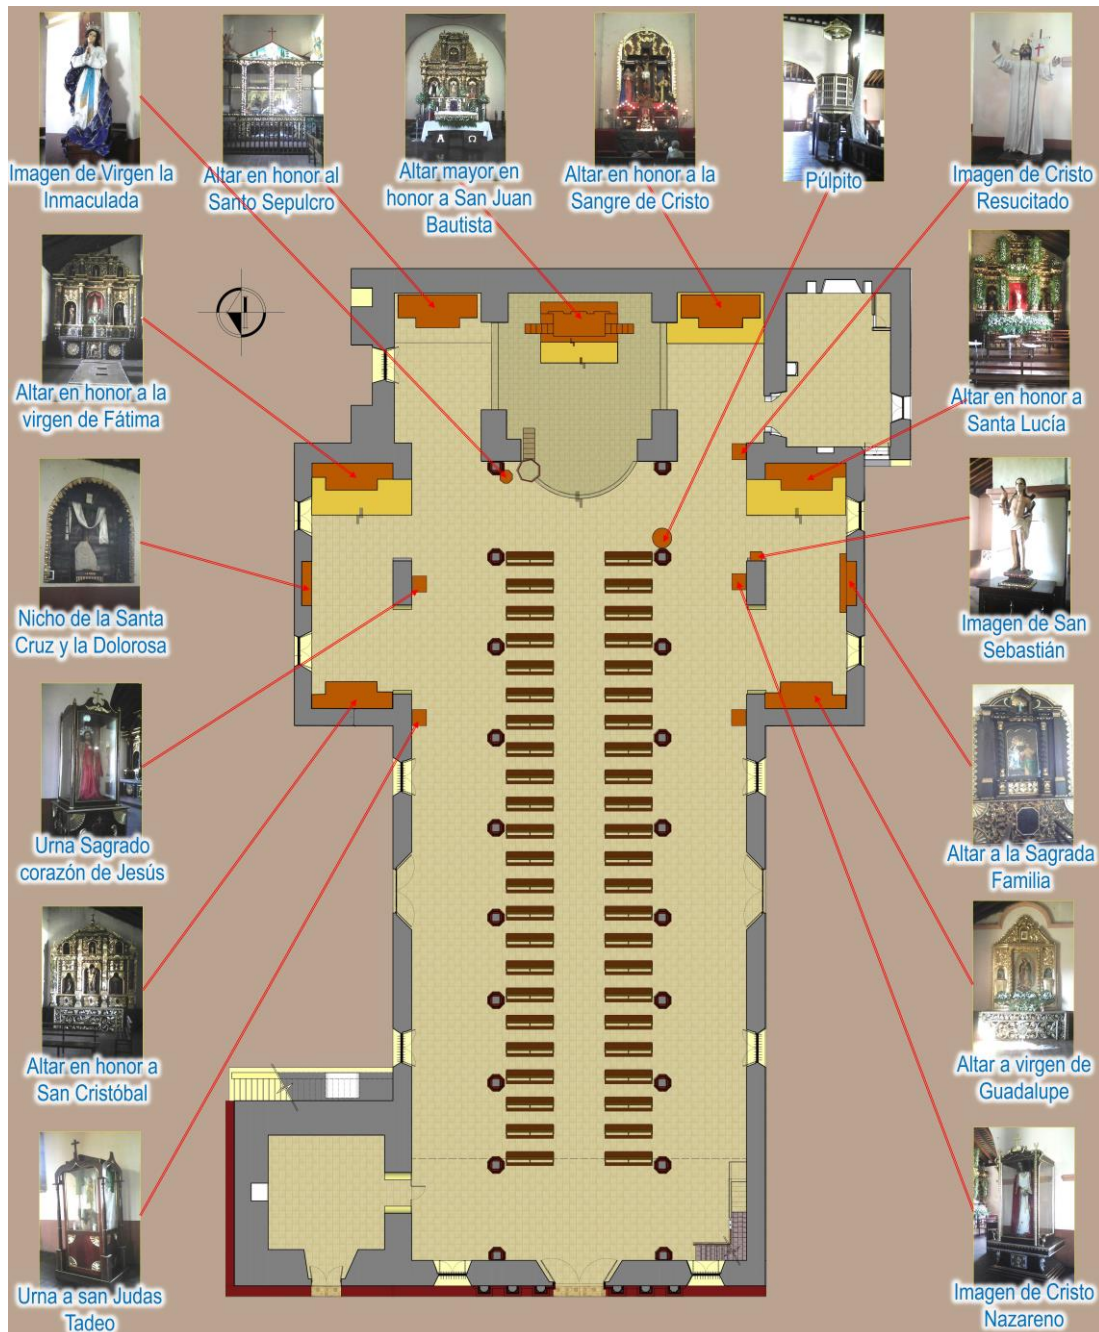 Imagen de Virgen la
Inmaculada
Altar en honor al
Santo Sepulcro
Altar mayor en
honor a San Juan
Bautista
Altar en honor a la
Sangre de Cristo
Púlpito
Imagen de Cristo
Resucitado
Altar en honor a la
virgen de Fátima
Altar en honor a
Santa Lucía
Nicho de la Santa
Cruz y la Dolorosa
Imagen de San
Sebastián
Urna Sagrado
corazón de Jesús
Altar a la Sagrada
Familia
Altar en honor a
San Cristóbal
Altar a virgen de
Guadalupe
Urna a san Judas
Tadeo
Imagen de Cristo
Nazareno